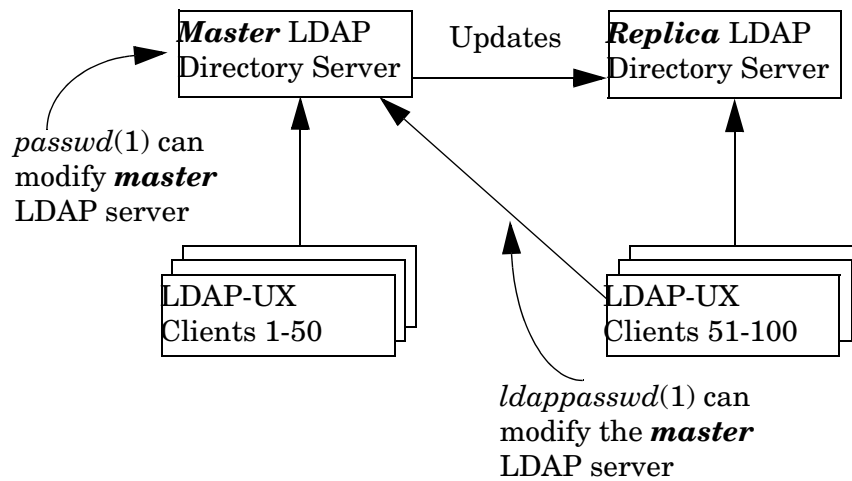 Master LDAP
Directory Server
Updates
Replica LDAP
Directory Server
passwd(1) can
modify master
LDAP server
LDAP-UX
Clients 1-50
LDAP-UX
Clients 51-100
ldappasswd(1) can
modify the master
LDAP server